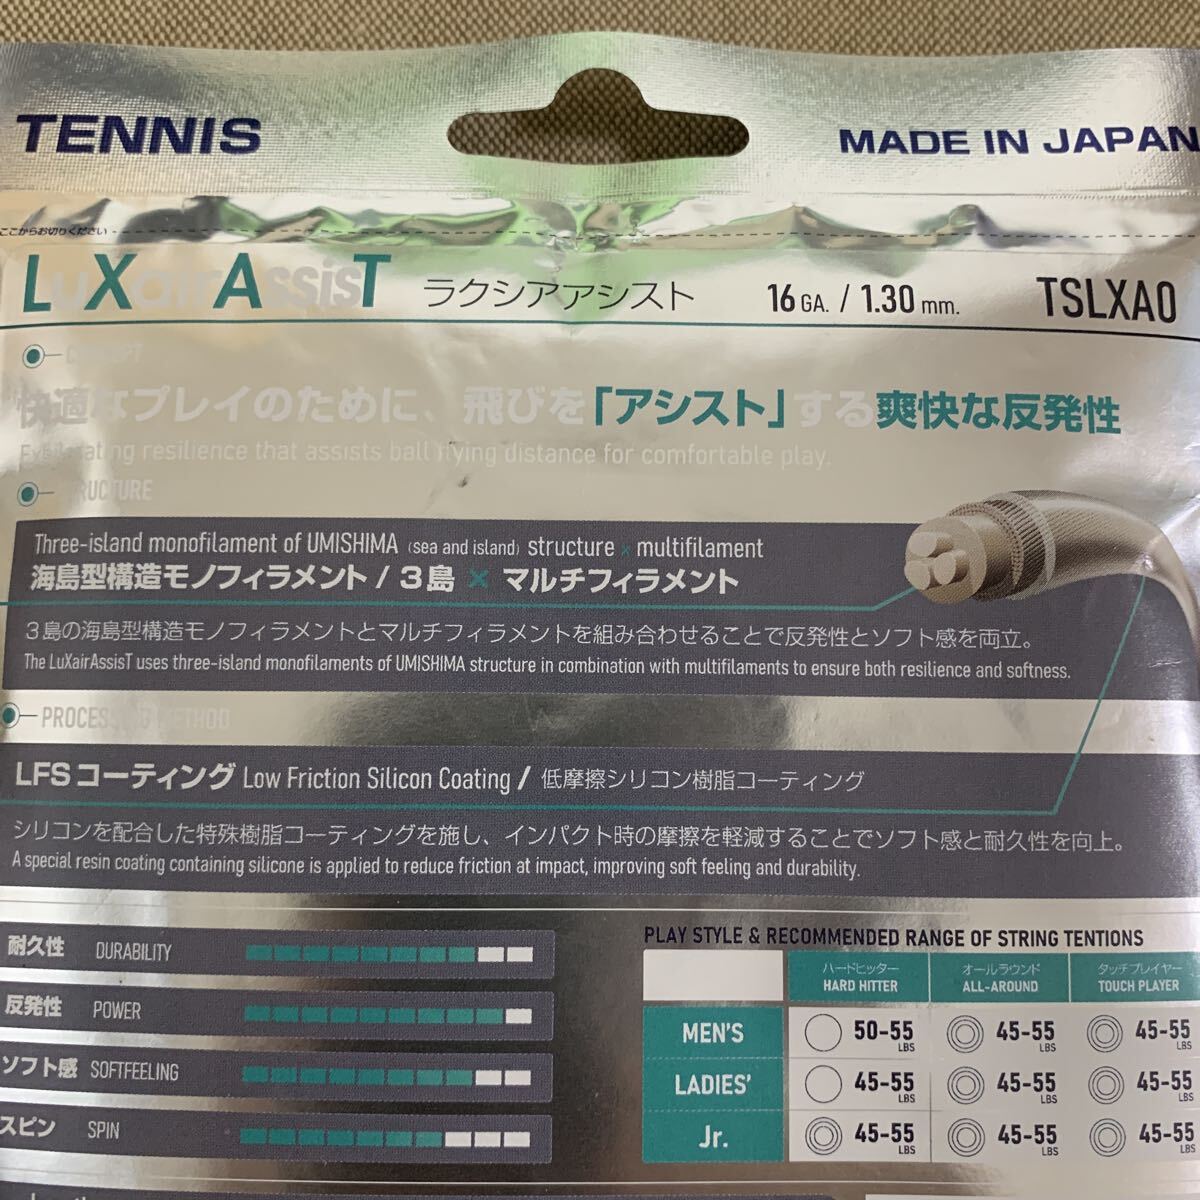 TENNIS
MADE IN JAPAN
ここからお切りください
LuXairAssisT ラクシアアシスト 16 GA. / 1.30 mm. TSLXA0
CONCEPT
快適なプレイのために、飛びを「アシスト」する爽快な反発性
Exhilarating resilience that assists ball flying distance for comfortable play.
STRUCTURE
Three-island monofilament of UMISHIMA (sea and island) structure × multifilament
海島型構造モノフィラメント / 3島 × マルチフィラメント
3島の海島型構造モノフィラメントとマルチフィラメントを組み合わせることで反発性とソフト感を両立。
The LuXairAssisT uses three-island monofilaments of UMISHIMA structure in combination with multifilaments to ensure both resilience and softness.
PROCESSING METHOD
LFSコーティング Low Friction Silicon Coating / 低摩擦シリコン樹脂コーティング
シリコンを配合した特殊樹脂コーティングを施し、インパクト時の摩擦を軽減することでソフト感と耐久性を向上。
A special resin coating containing silicone is applied to reduce friction at impact, improving soft feeling and durability.
耐久性 DURABILITY
反発性 POWER
ソフト感 SOFTFEELING
スピン SPIN
PLAY STYLE & RECOMMENDED RANGE OF STRING TENTIONS
ハードヒッター オールラウンド タッチプレイヤー
HARD HITTER ALL-AROUND TOUCH PLAYER
MEN'S ○ 50-55 LBS ◎ 45-55 LBS ◎ 45-55 LBS
LADIES' ○ 45-55 LBS ◎ 45-55 LBS ◎ 45-55 LBS
Jr. ◎ 45-55 LBS ◎ 45-55 LBS ◎ 45-55 LBS